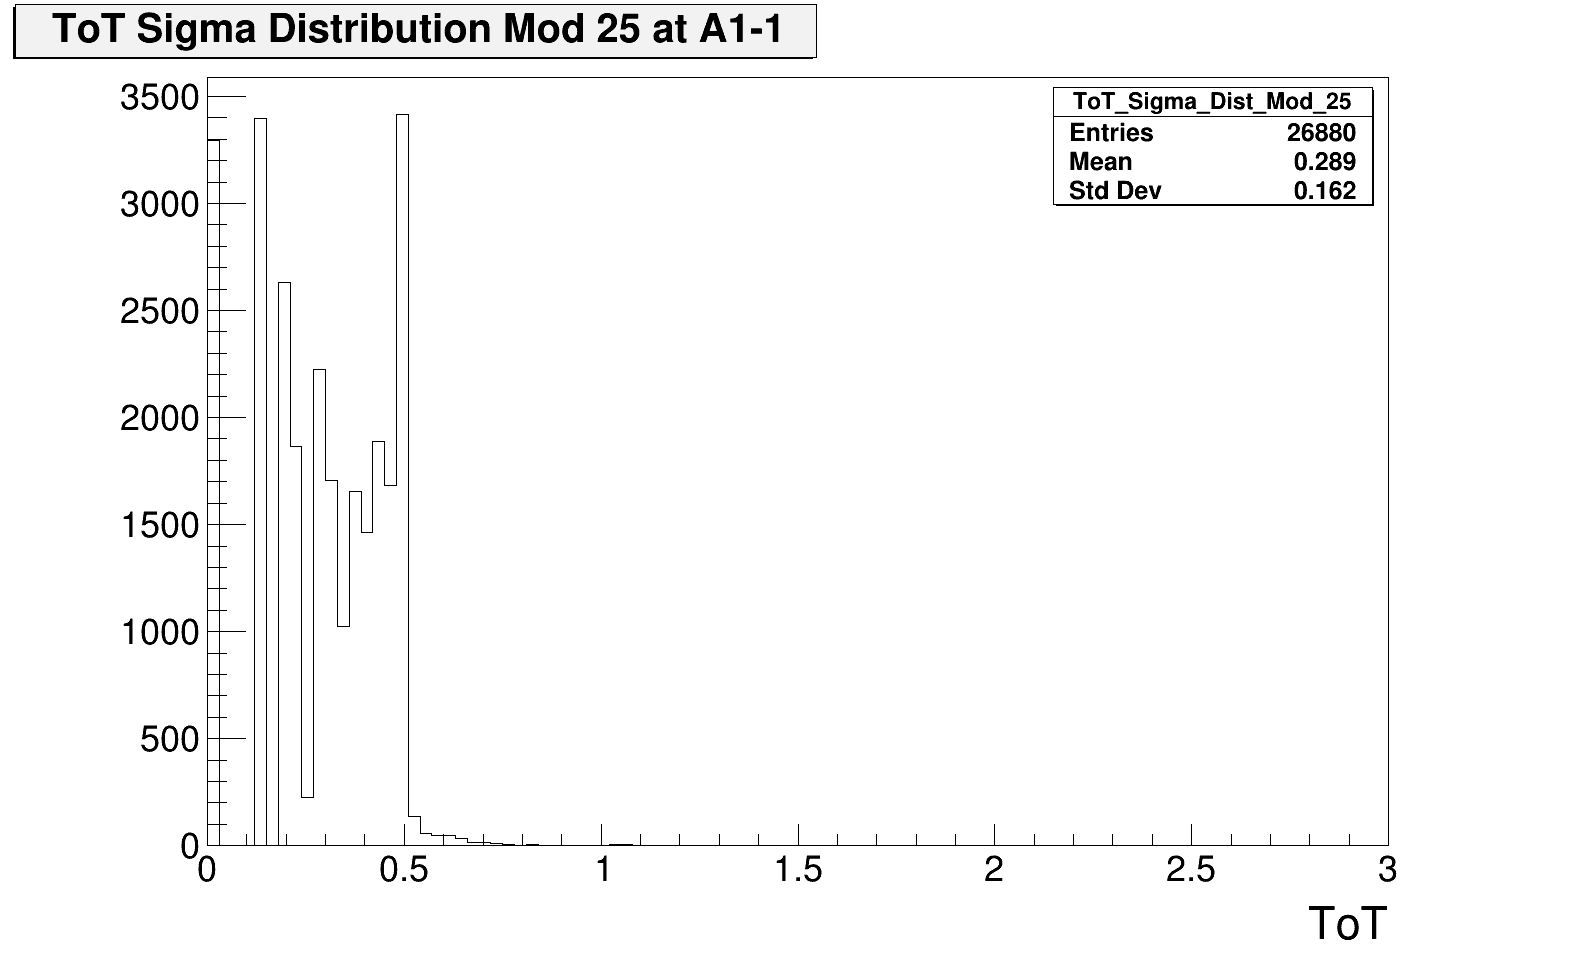 ToT Sigma Distribution Mod 25 at A1-1
ToT_Sigma_Dist_Mod_25
Entries 26880
Mean 0.289
Std Dev 0.162
3500
3000
2500
2000
1500
1000
500
0
0 0.5 1 1.5 2 2.5 3
ToT